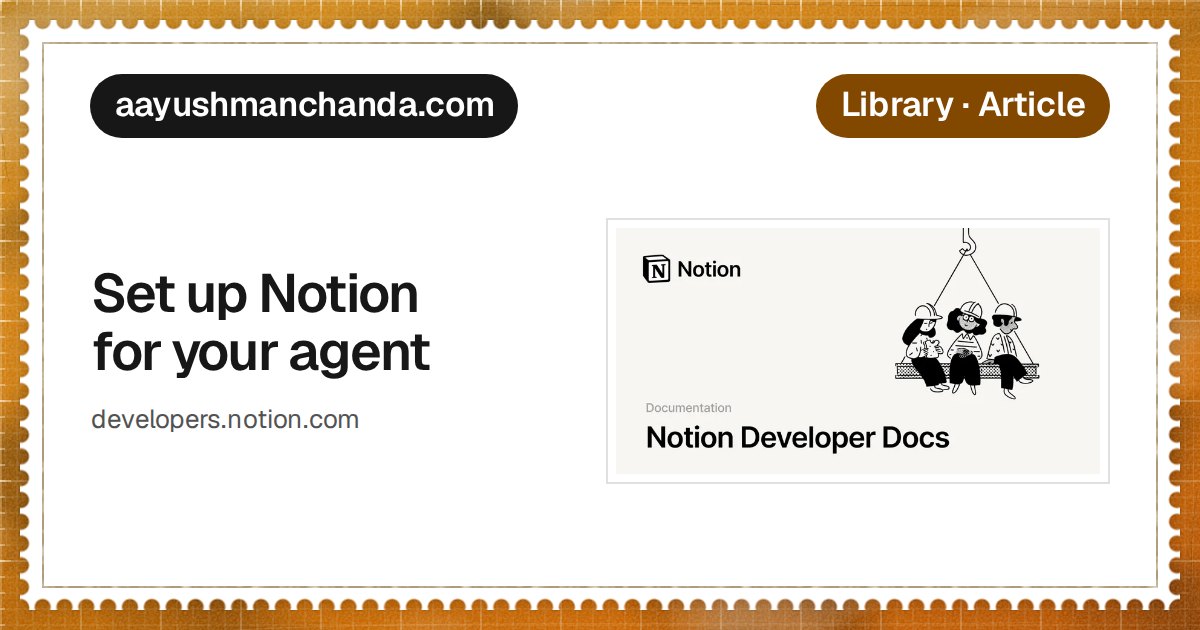 aayushmanchanda.com
Library · Article
Set up Notion
for your agent
developers.notion.com
Notion
Documentation
Notion Developer Docs